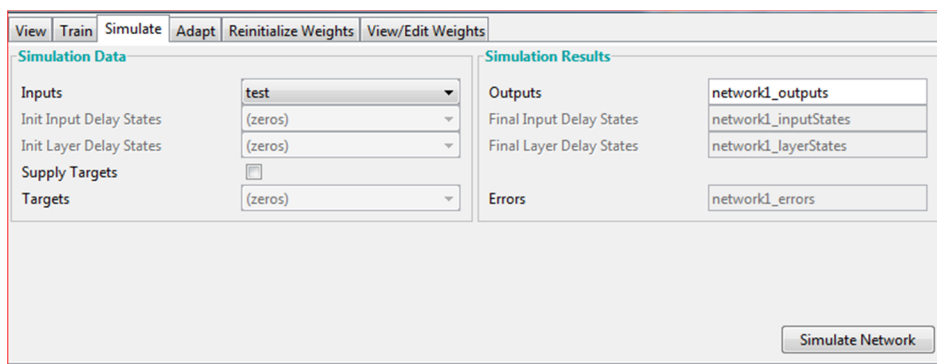 View Train Simulate Adapt Reinitialize Weights View/Edit Weights
Simulation Data
Inputs test
Init Input Delay States (zeros)
Init Layer Delay States (zeros)
Supply Targets
Targets (zeros)
Simulation Results
Outputs network1_outputs
Final Input Delay States network1_inputStates
Final Layer Delay States network1_layerStates
Errors network1_errors
Simulate Network